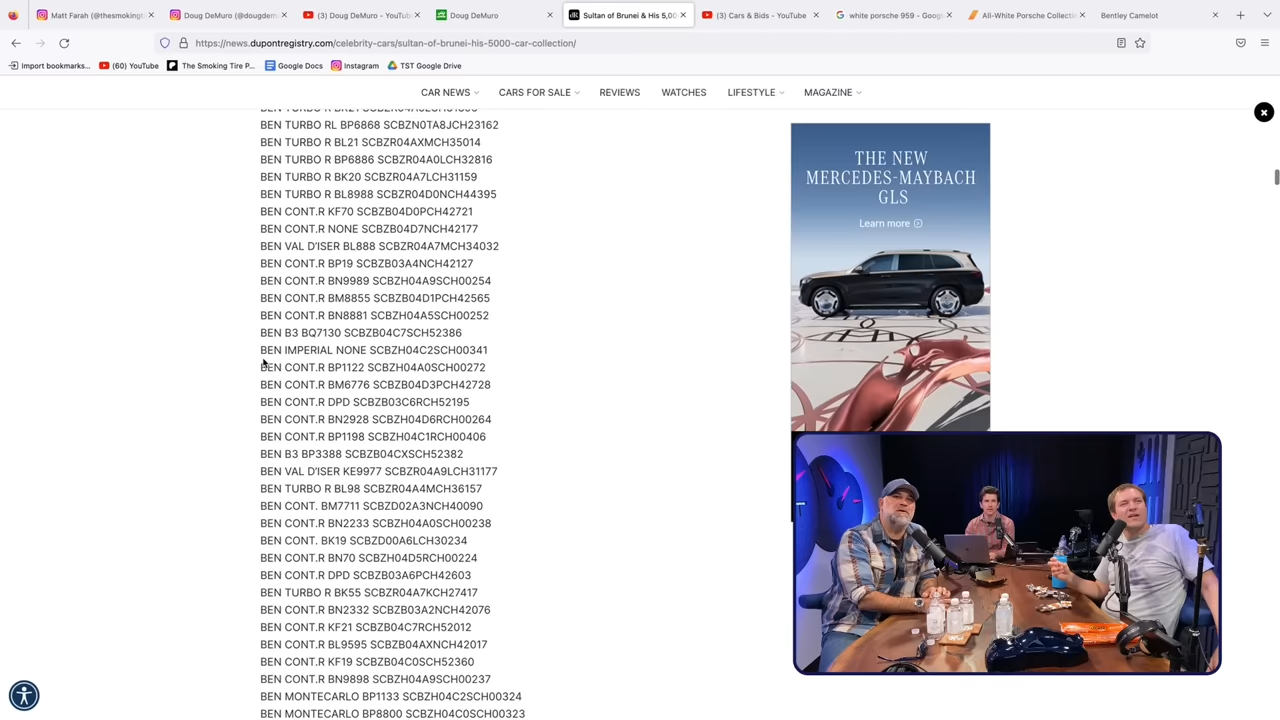 Matt Farah (@thesmokingt
Doug DeMuro (@dougdem
(3) Doug DeMuro - YouTub
Doug DeMuro
Sultan of Brunei & His 5,00
(3) Cars & Bids - YouTube
white porsche 959 - Goog
All-White Porsche Collectio
Bentley Camelot
https://news.dupontregistry.com/celebrity-cars/sultan-of-brunei-his-5000-car-collection/
Import bookmarks...
(60) YouTube
The Smoking Tire P...
Google Docs
Instagram
TST Google Drive
CAR NEWS
CARS FOR SALE
REVIEWS
WATCHES
LIFESTYLE
MAGAZINE
BEN TURBO RL BP6868 SCBZN0TA8JCH23162
BEN TURBO R BL21 SCBZR04AXMCH35014
BEN TURBO R BP6886 SCBZR04A0LCH32816
BEN TURBO R BK20 SCBZR04A7LCH31159
BEN TURBO R BL8988 SCBZR04D0NCH44395
BEN CONT.R KF70 SCBZB04D0PCH42721
BEN CONT.R NONE SCBZB04D7NCH42177
BEN VAL D'ISER BL888 SCBZR04A7MCH34032
BEN CONT.R BP19 SCBZB03A4NCH42127
BEN CONT.R BN9989 SCBZH04A9SCH00254
BEN CONT.R BM8855 SCBZB04D1PCH42565
BEN CONT.R BN8881 SCBZH04A5SCH00252
BEN B3 BQ7130 SCBZB04C7SCH52386
BEN IMPERIAL NONE SCBZH04C2SCH00341
BEN CONT.R BP1122 SCBZH04A0SCH00272
BEN CONT.R BM6776 SCBZB04D3PCH42728
BEN CONT.R DPD SCBZB03C6RCH52195
BEN CONT.R BN2928 SCBZH04D6RCH00264
BEN CONT.R BP1198 SCBZH04C1RCH00406
BEN B3 BP3388 SCBZB04CXSCH52382
BEN VAL D'ISER KE9977 SCBZR04A9LCH31177
BEN TURBO R BL98 SCBZR04A4MCH36157
BEN CONT. BM7711 SCBZD02A3NCH40090
BEN CONT.R BN2233 SCBZH04A0SCH00238
BEN CONT. BK19 SCBZD00A6LCH30234
BEN CONT.R BN70 SCBZH04D5RCH00224
BEN CONT.R DPD SCBZB03A6PCH42603
BEN TURBO R BK55 SCBZR04A7KCH27417
BEN CONT.R BN2332 SCBZB03A2NCH42076
BEN CONT.R KF21 SCBZB04C7RCH52012
BEN CONT.R BL9595 SCBZB04AXNCH42017
BEN CONT.R KF19 SCBZB04C0SCH52360
BEN CONT.R BN9898 SCBZH04A9SCH00237
BEN MONTECARLO BP1133 SCBZH04C2SCH00324
BEN MONTECARLO BP8800 SCBZH04C0SCH00323
THE NEW
MERCEDES-MAYBACH
GLS
Learn more